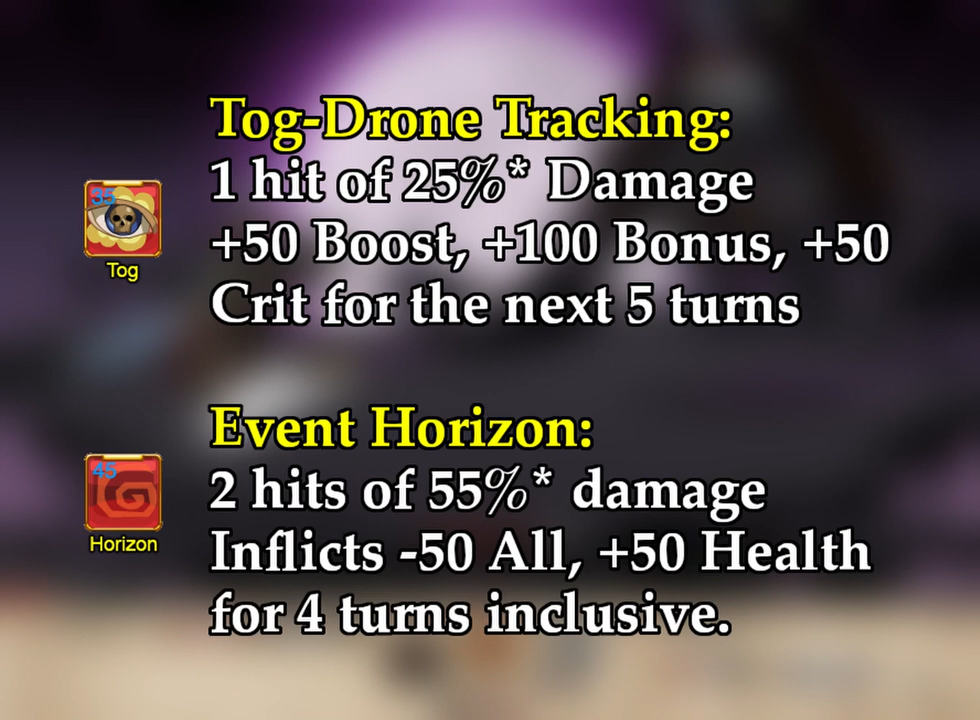 Tog-Drone Tracking:
1 hit of 25%* Damage
35
+50 Boost, +100 Bonus, +50
Tog
Crit for the next 5 turns
Event Horizon:
45
2 hits of 55%* damage
Horizon
Inflicts -50 All, +50 Health
for 4 turns inclusive.